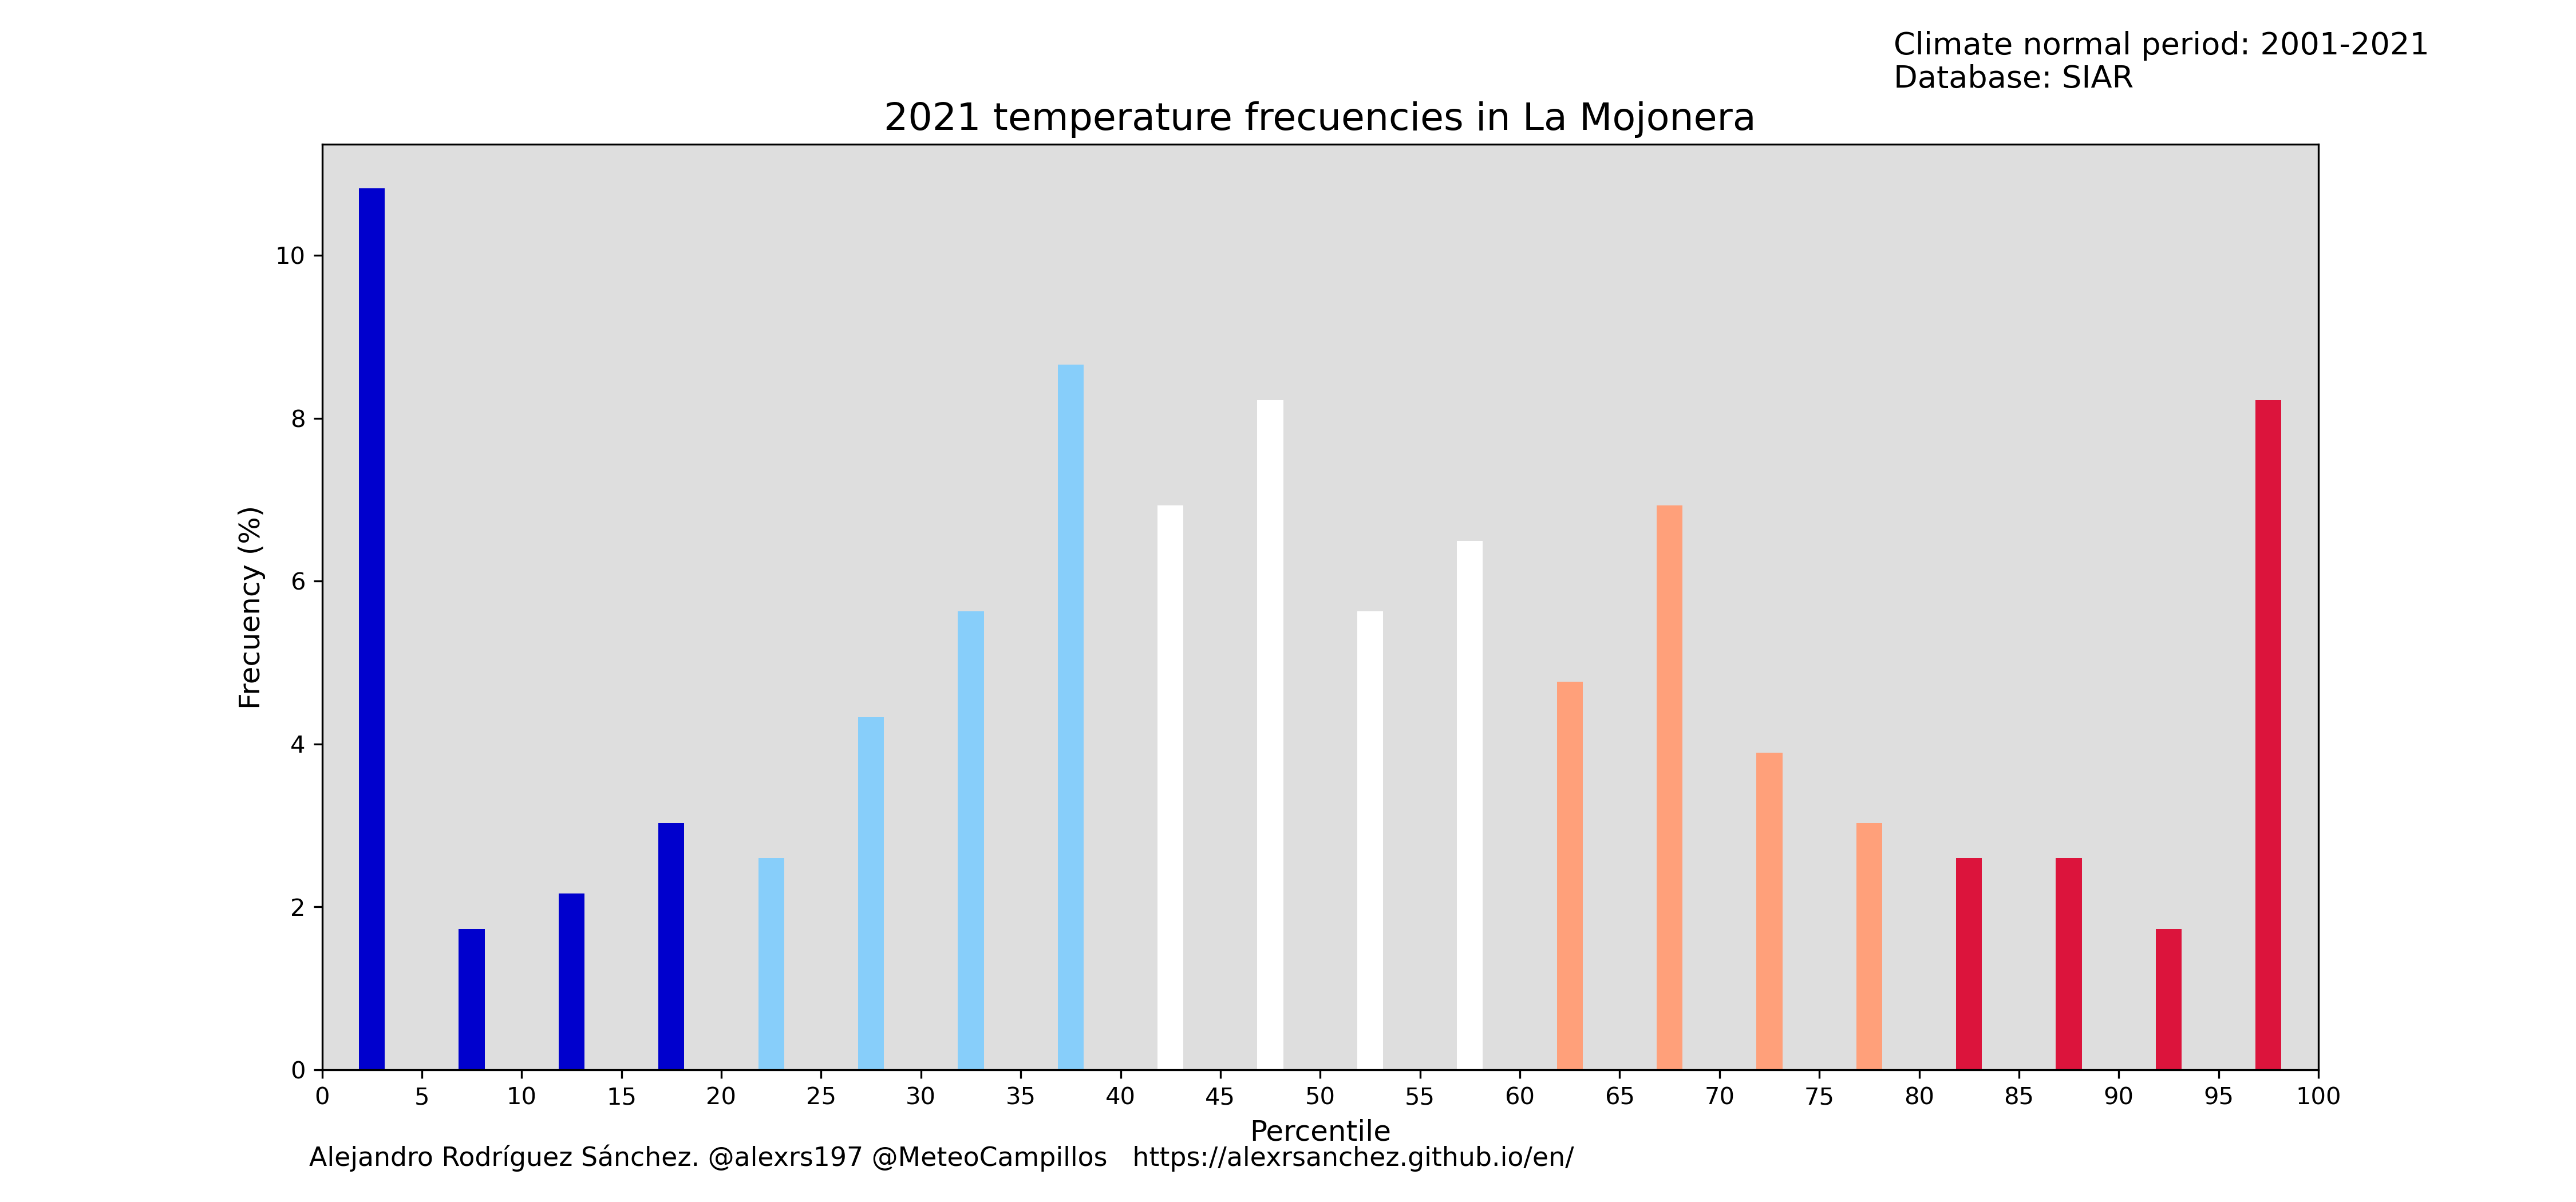 Climate normal period: 2001-2021
Database: SIAR
2021 temperature frecuencies in La Mojonera
Frecuency (%)
10
8
6
4
2
0
0 5 10 15 20 25 30 35 40 45 50 55 60 65 70 75 80 85 90 95 100
Percentile
Alejandro Rodríguez Sánchez. @alexrs197 @MeteoCampillos https://alexrsanchez.github.io/en/